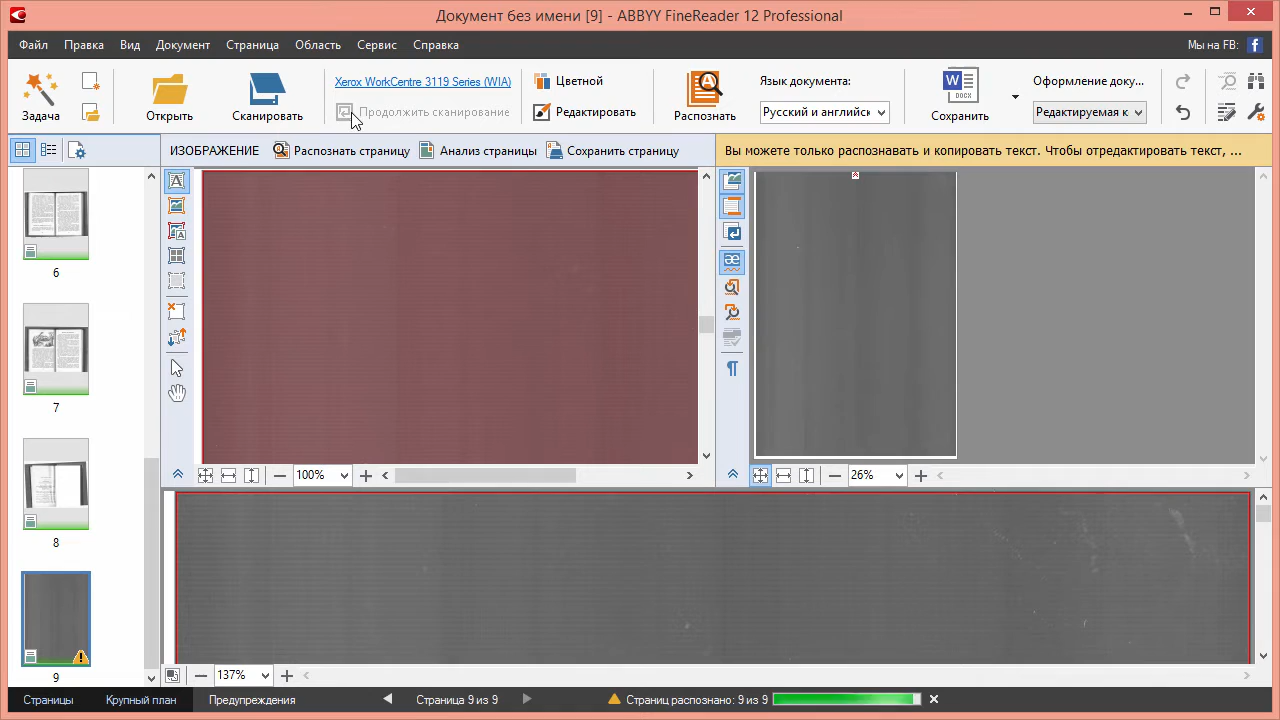 Документ без имени [9] - ABBYY FineReader 12 Professional
Файл Правка Вид Документ Страница Область Сервис Справка Мы на FB:
Задача Открыть Сканировать Xerox WorkCentre 3119 Series (WIA) Цветной Распознать Язык документа: Сохранить Оформление доку...
Продолжить сканирование Редактировать Русский и английск Редактируемая к
ИЗОБРАЖЕНИЕ Распознать страницу Анализ страницы Сохранить страницу Вы можете только распознавать и копировать текст. Чтобы отредактировать текст, ...
6
7
8
9
100% 26%
137%
Страницы Крупный план Предупреждения Страница 9 из 9 Страниц распознано: 9 из 9